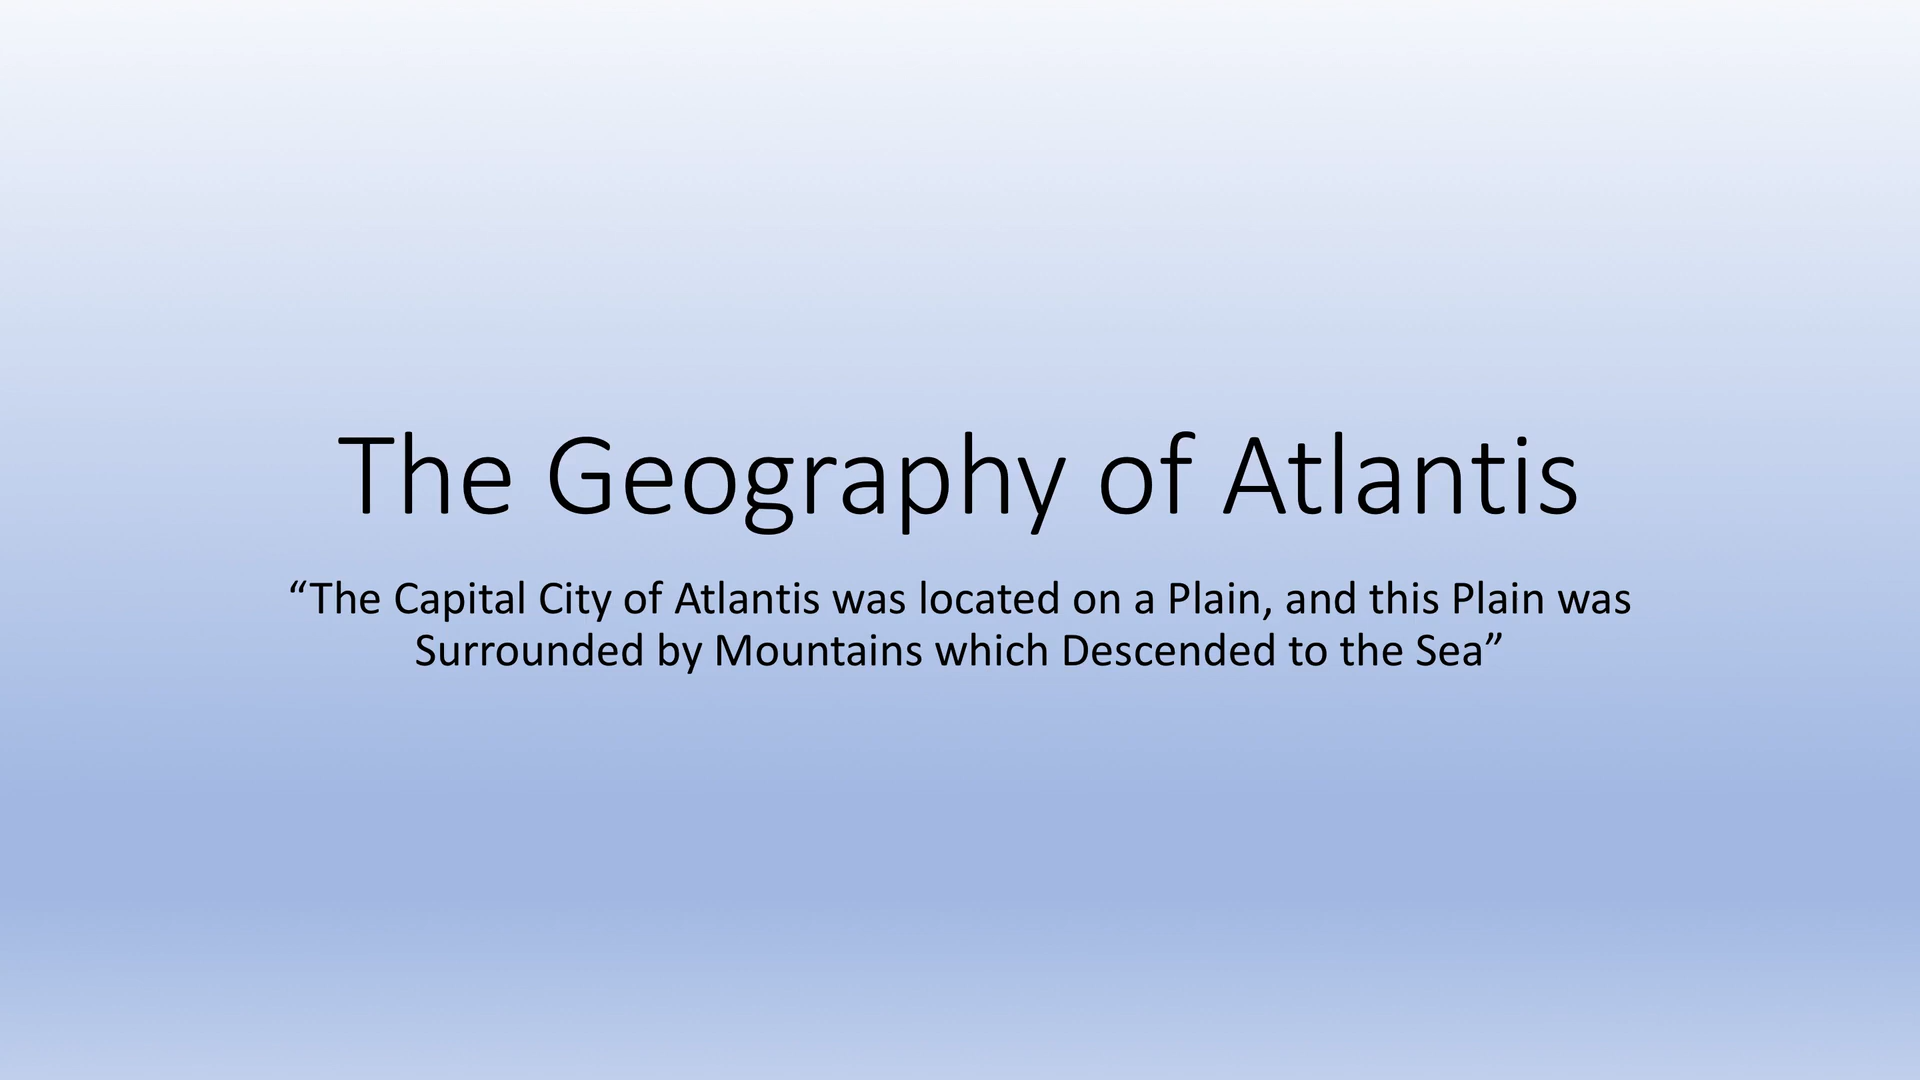 The Geography of Atlantis
“The Capital City of Atlantis was located on a Plain, and this Plain was
Surrounded by Mountains which Descended to the Sea”